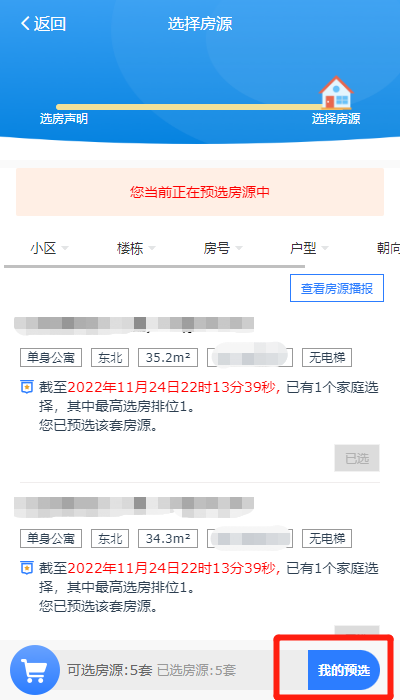 返回
选择房源
选房声明
选择房源
您当前正在预选房源中
小区 楼栋 房号 户型 朝向
查看房源播报
单身公寓 东北 35.2m² 无电梯
截至2022年11月24日22时13分39秒, 已有1个家庭选
择，其中最高选房排位1。
您已预选该套房源。
已选
单身公寓 东北 34.3m² 无电梯
截至2022年11月24日22时13分39秒, 已有1个家庭选
择，其中最高选房排位1。
您已预选该套房源。
可选房源:5套 已选房源:5套
我的预选